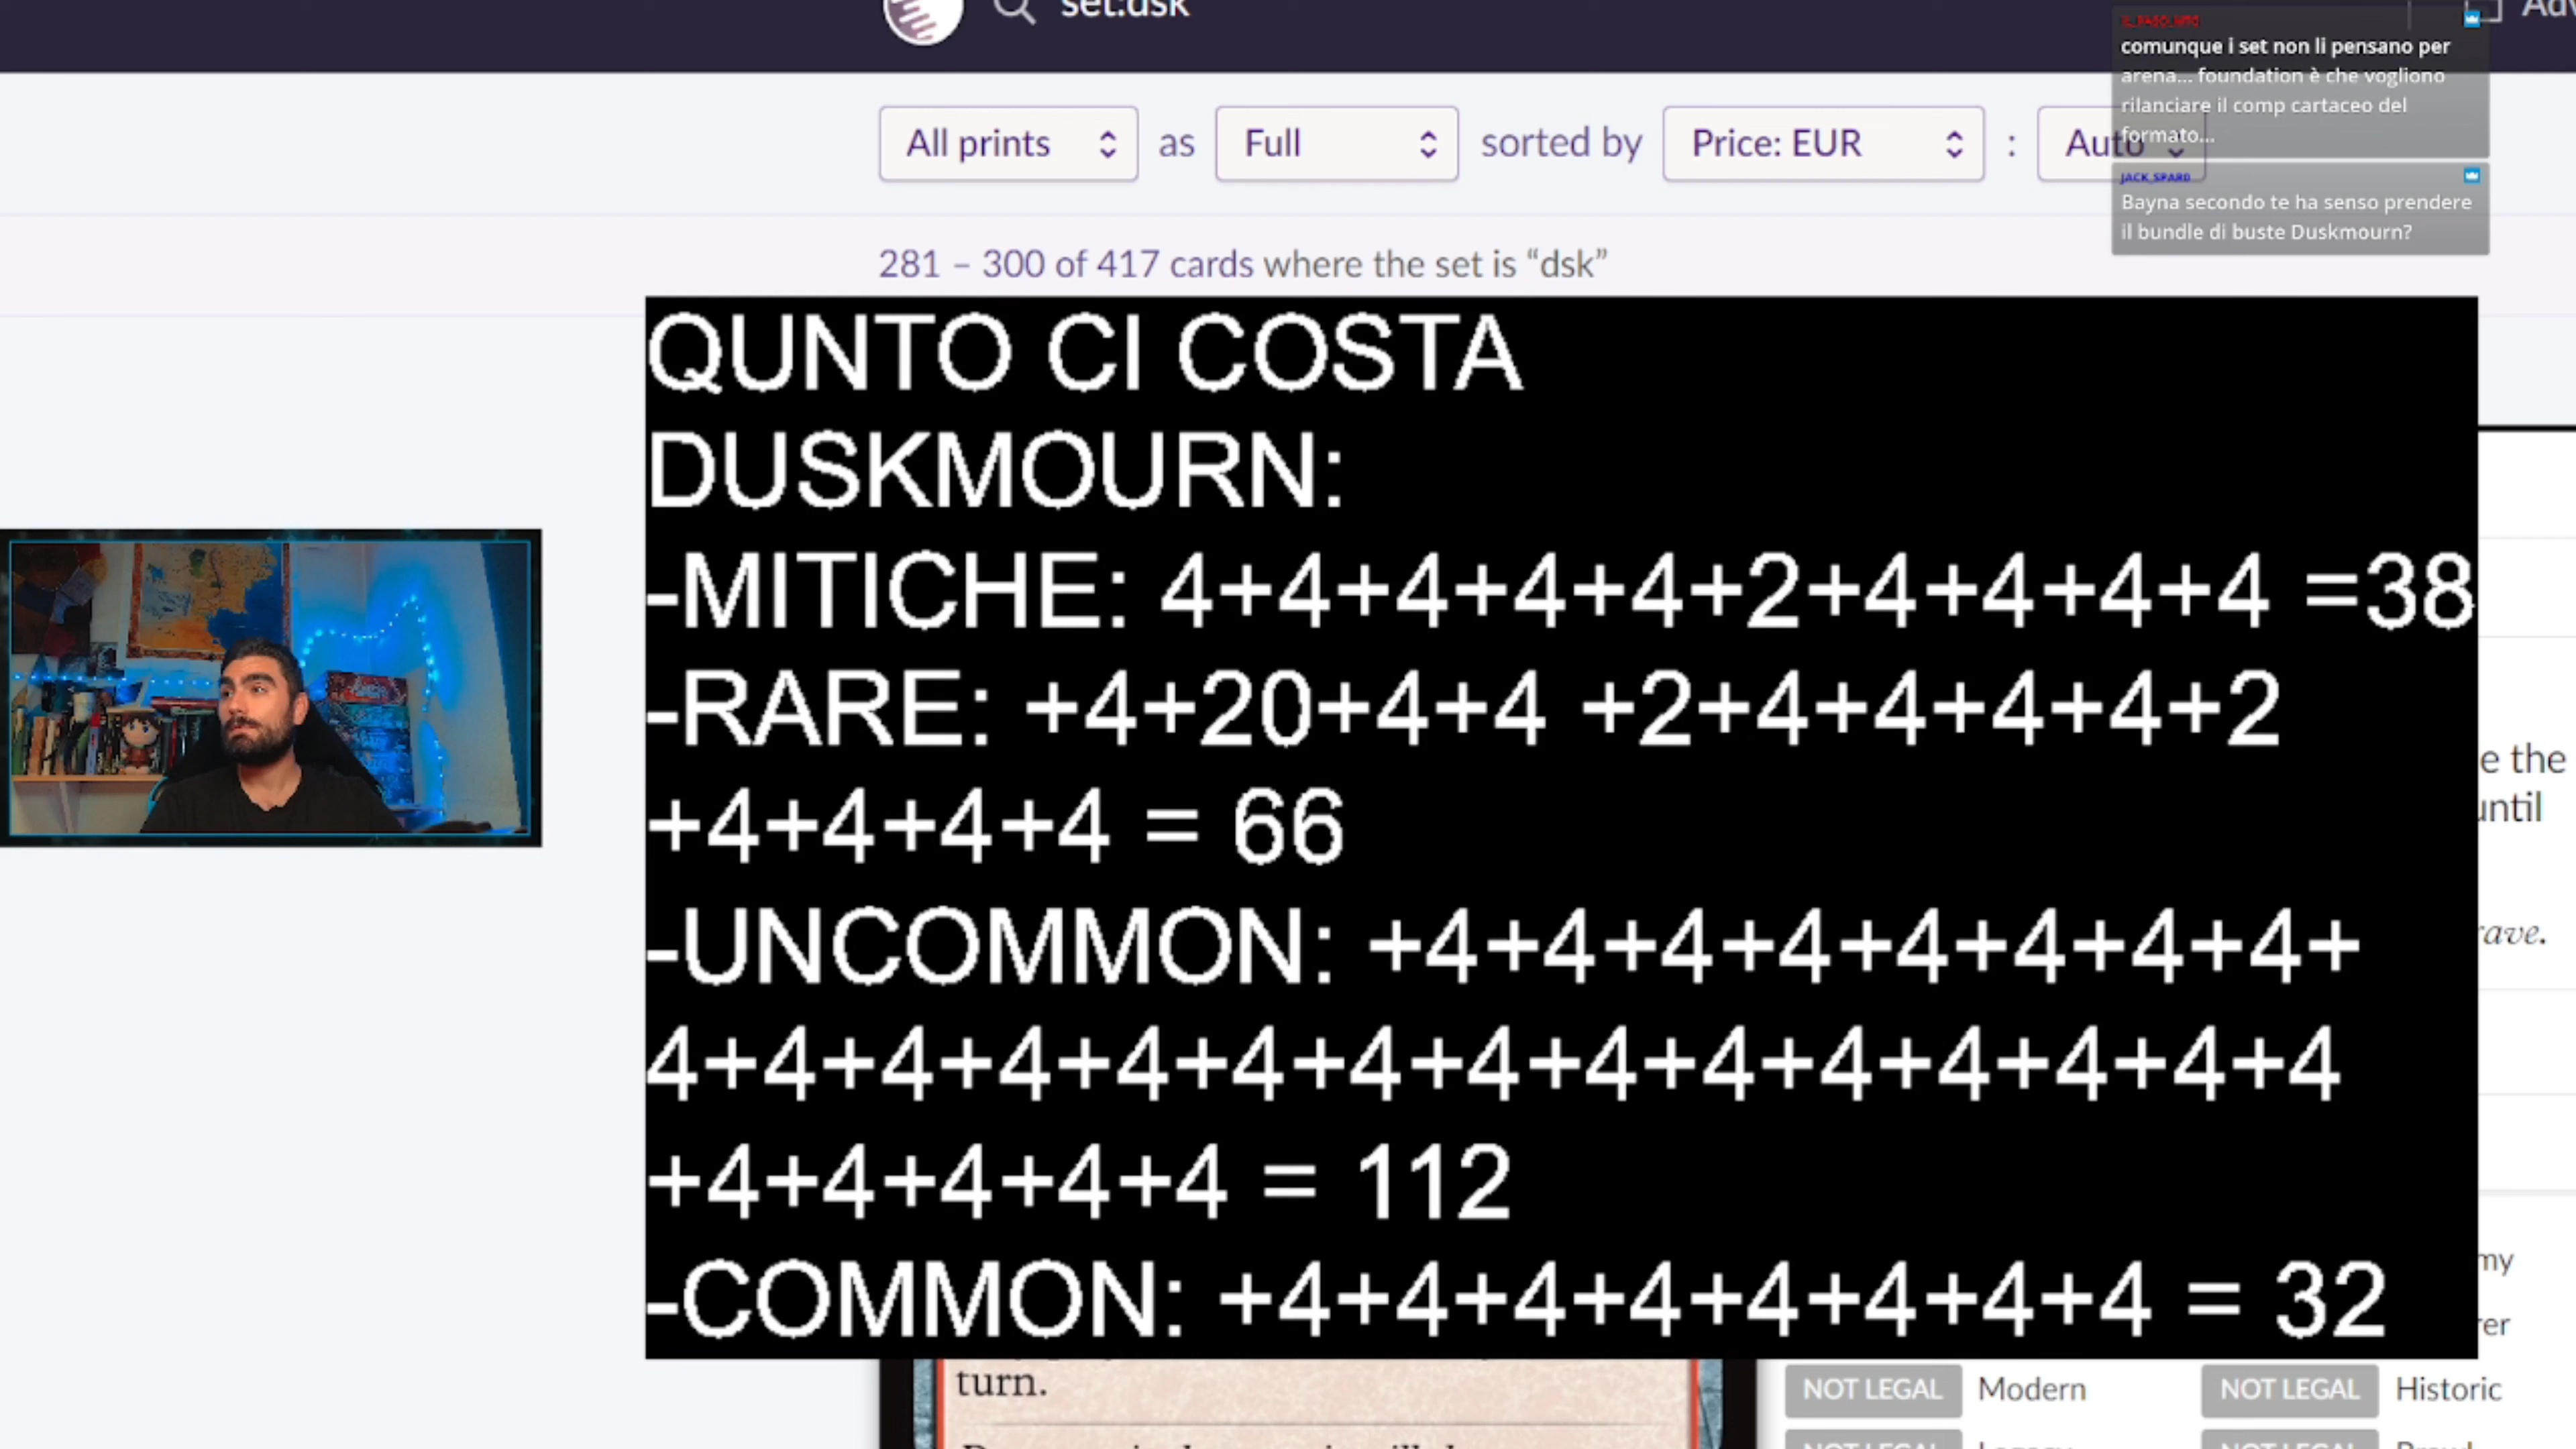 set:dsk
Adv
All prints as Full sorted by Price: EUR : Auto
comunque i set non li pensano per
arena... foundation è che vogliono
rilanciare il comp cartaceo del
formato...
JACK_SPAR0
Bayna secondo te ha senso prendere
il bundle di buste Duskmourn?
281 – 300 of 417 cards where the set is “dsk”
QUNTO CI COSTA
DUSKMOURN:
-MITICHE: 4+4+4+4+4+2+4+4+4+4 =38
-RARE: +4+20+4+4 +2+4+4+4+4+2
+4+4+4+4 = 66
-UNCOMMON: +4+4+4+4+4+4+4+4+
4+4+4+4+4+4+4+4+4+4+4+4+4+4+4
+4+4+4+4+4 = 112
-COMMON: +4+4+4+4+4+4+4+4 = 32
e the
until
rave.
my
rer
turn.
NOT LEGAL Modern NOT LEGAL Historic